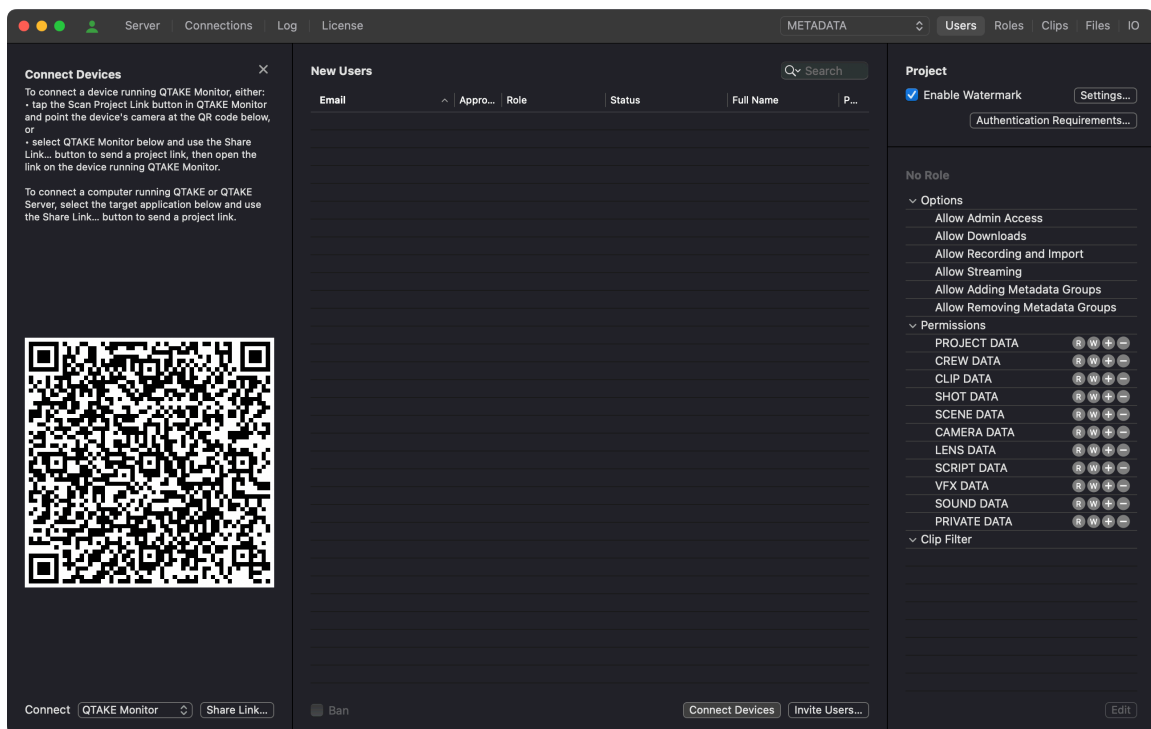 Server
Connections
Log
License
METADATA
Users
Roles
Clips
Files
IO
Connect Devices
To connect a device running QTAKE Monitor, either:
• tap the Scan Project Link button in QTAKE Monitor
and point the device's camera at the QR code below,
or
• select QTAKE Monitor below and use the Share
Link... button to send a project link, then open the
link on the device running QTAKE Monitor.
To connect a computer running QTAKE or QTAKE
Server, select the target application below and use
the Share Link... button to send a project link.
Connect
QTAKE Monitor
Share Link...
New Users
Search
Email
Appro...
Role
Status
Full Name
P...
Ban
Connect Devices
Invite Users...
Project
Enable Watermark
Settings...
Authentication Requirements...
No Role
Options
Allow Admin Access
Allow Downloads
Allow Recording and Import
Allow Streaming
Allow Adding Metadata Groups
Allow Removing Metadata Groups
Permissions
PROJECT DATA R W + −
CREW DATA R W + −
CLIP DATA R W + −
SHOT DATA R W + −
SCENE DATA R W + −
CAMERA DATA R W + −
LENS DATA R W + −
SCRIPT DATA R W + −
VFX DATA R W + −
SOUND DATA R W + −
PRIVATE DATA R W + −
Clip Filter
Edit